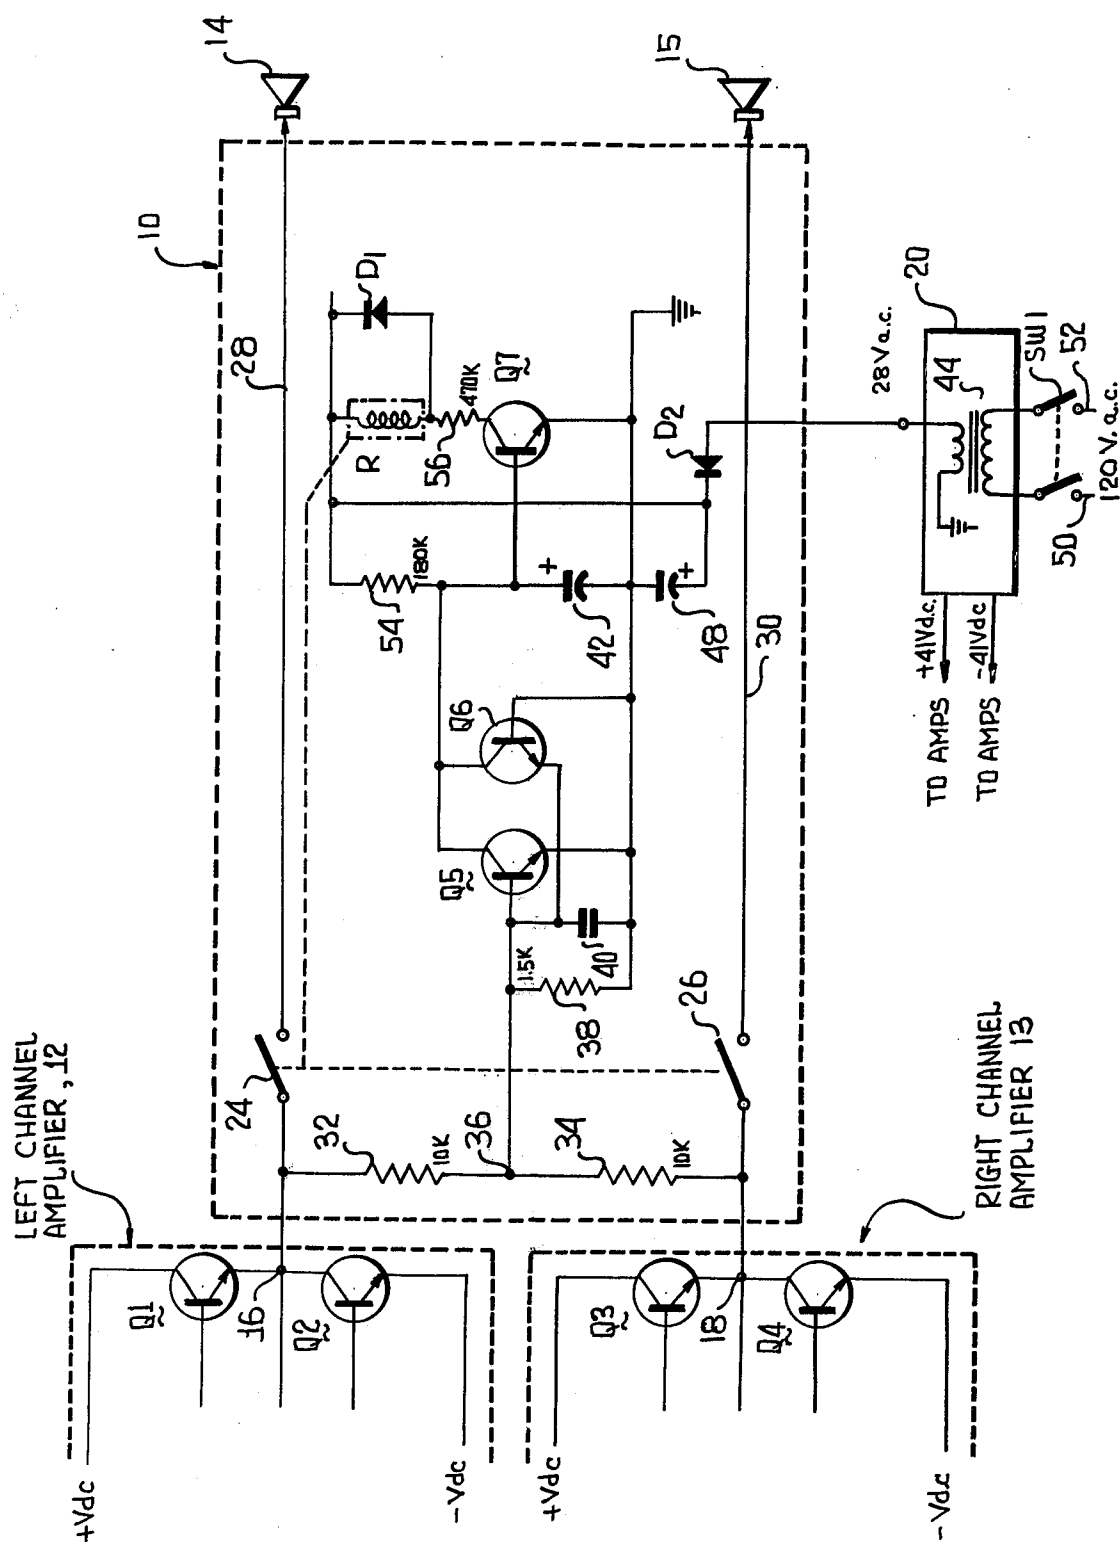 LEFT CHANNEL
AMPLIFIER, 12
+Vdc
-Vdc
Q1
Q2
16
RIGHT CHANNEL
AMPLIFIER 13
+Vdc
-Vdc
Q3
Q4
18
10
24
26
28
30
14
15
32
10K
36
34
10K
1.5K
38
40
Q5
Q6
54
180K
42
+
48
+
R
56
470K
Q7
D1
D2
28V a.c.
20
44
SW1
50
52
120V. a.c.
TO AMPS +41Vd.c.
TO AMPS -41Vdc